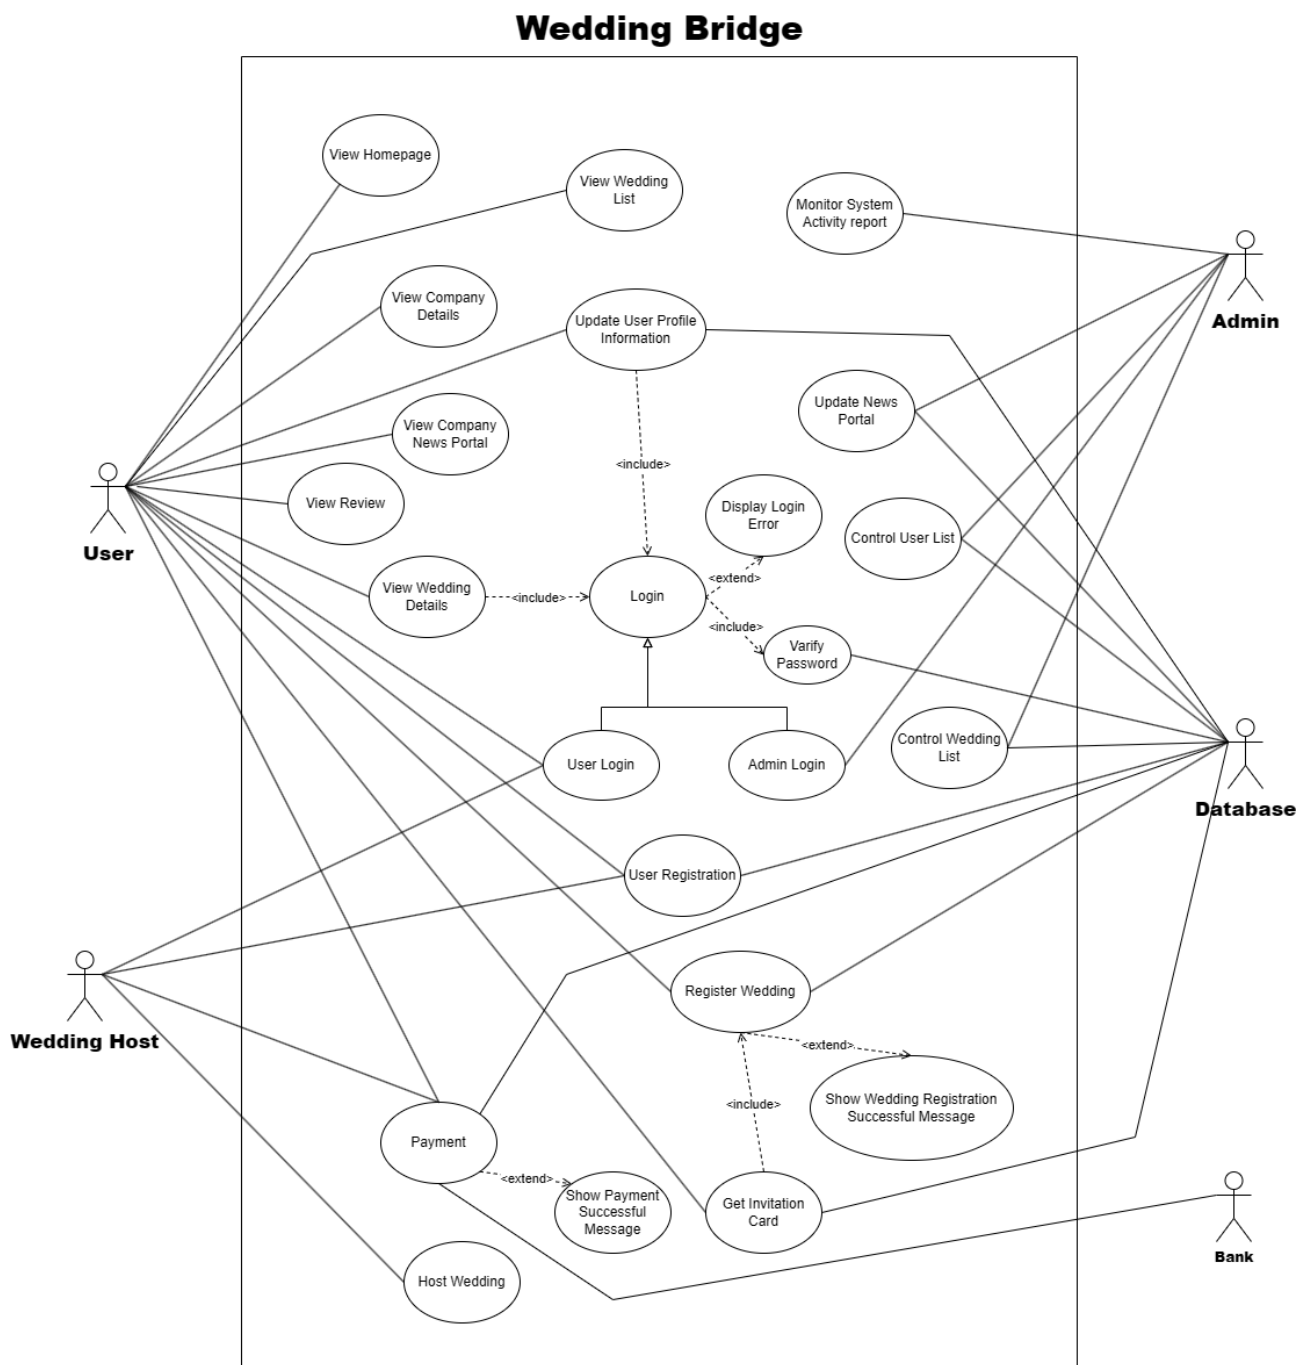 Wedding Bridge
View Homepage
View Wedding
List
Monitor System
Activity report
View Company
Details
Update User Profile
Information
Admin
Update News
Portal
View Company
News Portal
<include>
View Review
Display Login
Error
Control User List
User
View Wedding
Details
<include>
Login
<extend>
<include>
Varify
Password
Control Wedding
List
User Login
Admin Login
Database
User Registration
Register Wedding
Wedding Host
<extend>
Show Wedding Registration
Successful Message
<include>
Payment
<extend>
Show Payment
Successful
Message
Get Invitation
Card
Bank
Host Wedding